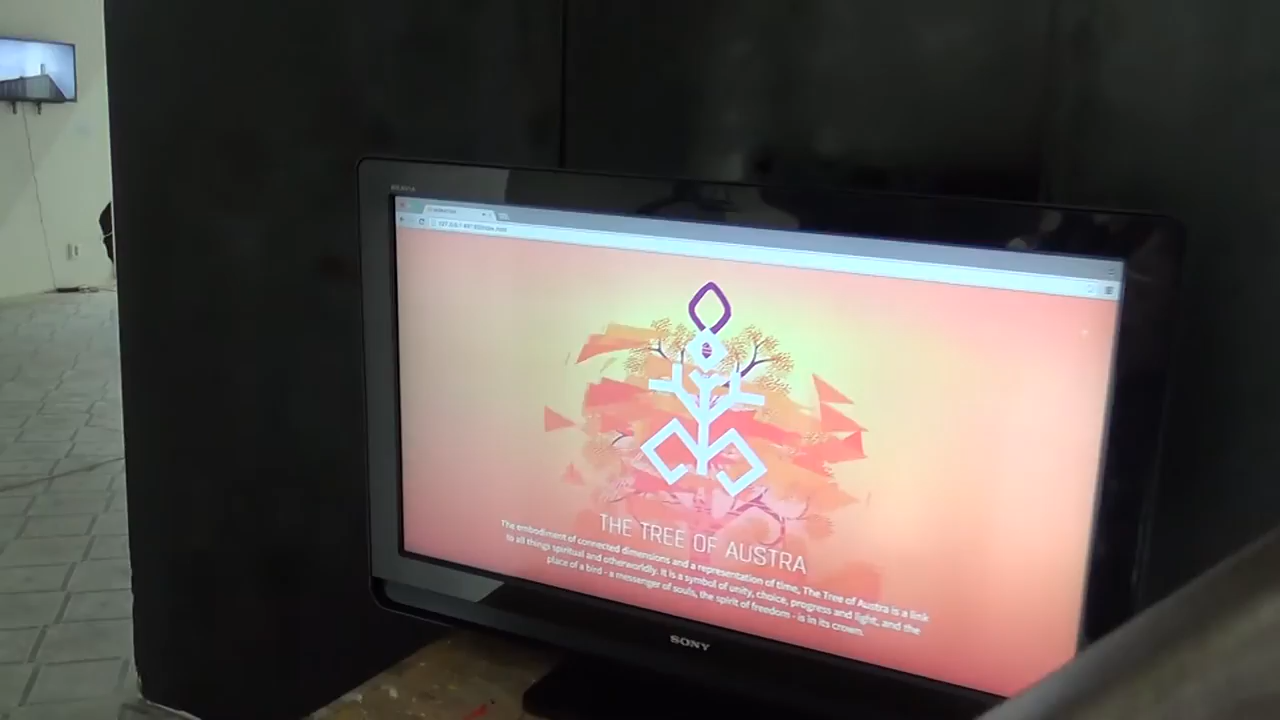 BRAVIA
THE TREE OF AUSTRA
The embodiment of connected dimensions and a representation of time, The Tree of Austra is a link
to all things spiritual and otherworldly. It is a symbol of unity, choice, progress and light, and the
place of a bird - a messenger of souls, the spirit of freedom - is in its crown.
SONY